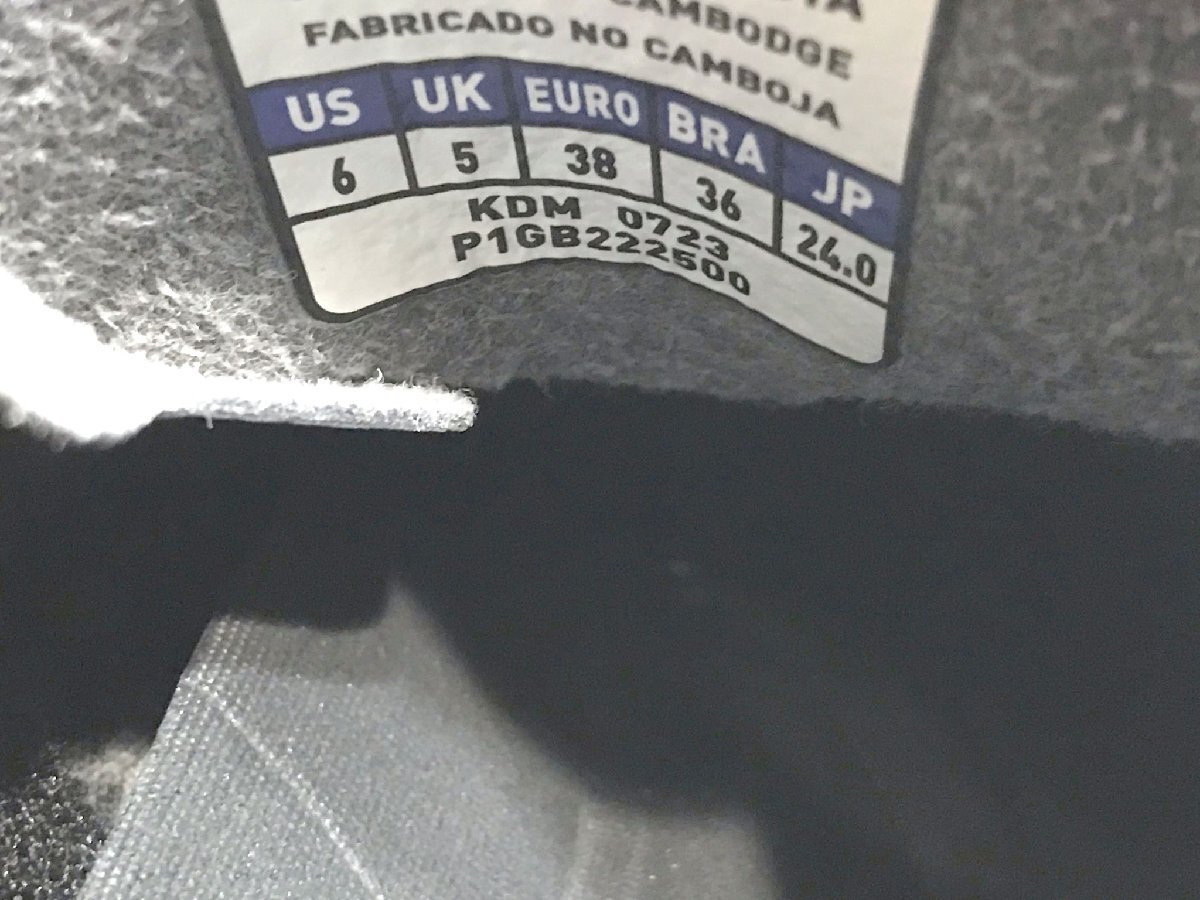 CAMBODGE
FABRICADO NO CAMBOJA
US UK EURO BRA JP
6 5 38 36 24.0
KDM 0723
P1GB222500